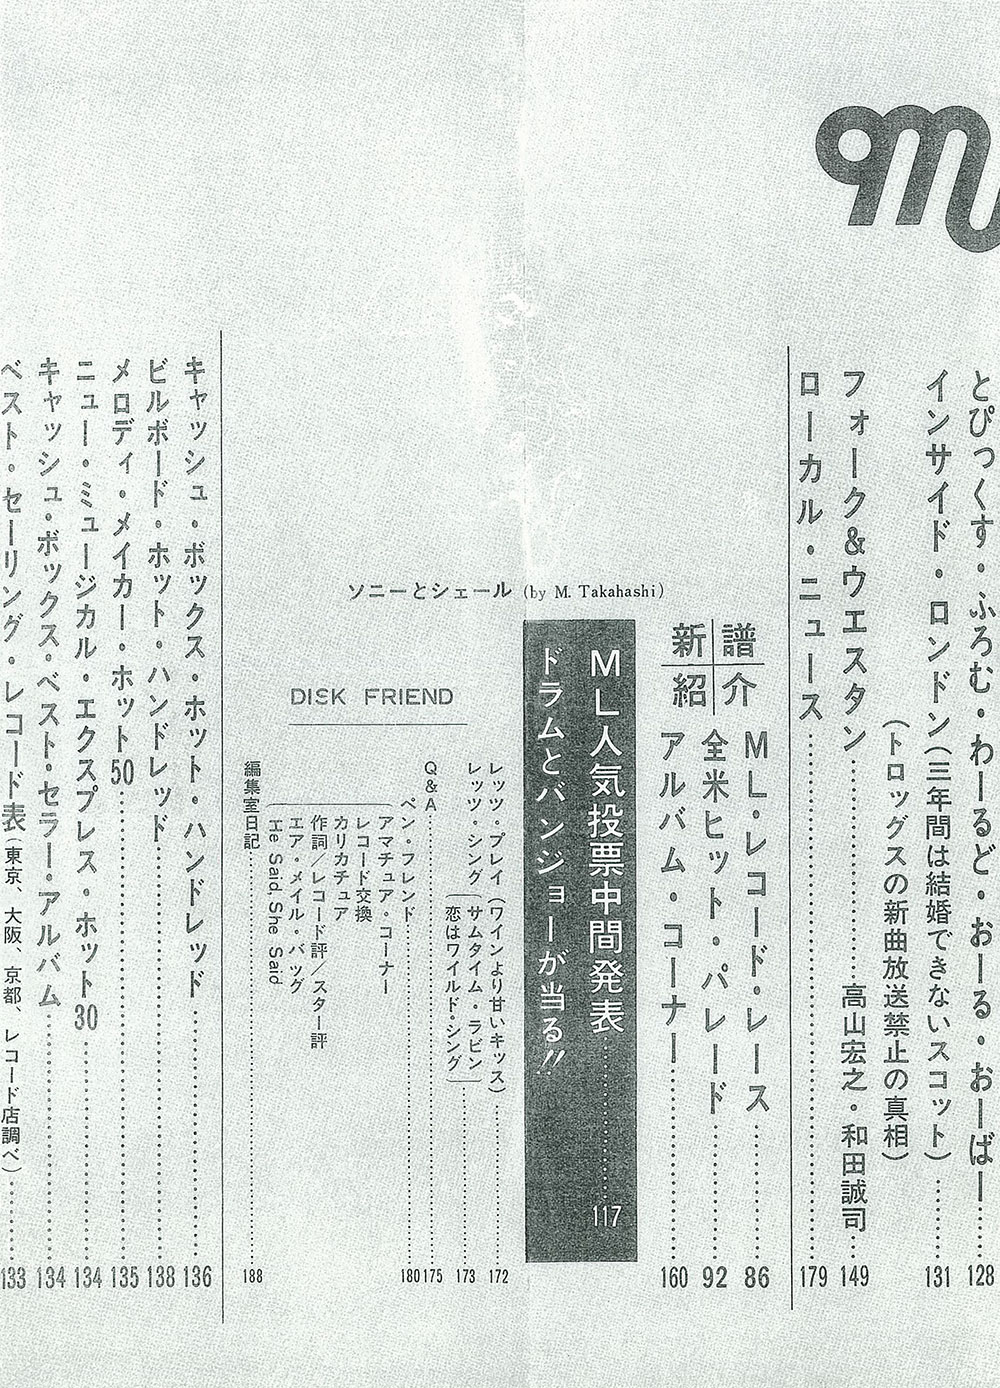 とぴっくす・ふろむ・わーるど・おーる・おーばー……128
インサイド・ロンドン(三年間は結婚できないスコット)……131
(トロッグスの新曲放送禁止の真相)
フォーク&ウエスタン……高山宏之・和田誠司…149
ローカル・ニュース……179
新譜紹介
ML・レコード・レース……86
全米ヒット・パレード……92
アルバム・コーナー……160
ML人気投票中間発表……117
ドラムとバンジョーが当る!!
ソニーとシェール (by M. Takahashi)
DISK FRIEND
レッツ・プレイ(ワインより甘いキッス)……172
レッツ・シング(サムタイム・ラビン
恋はワイルド・シング)……173
Q&A……175
ペン・フレンド……180
アマチュア・コーナー
レコード交換
カリカチュア
作詞/レコード評/スター評
エア・メイル・バッグ
He Said, She Said
編集室日記……188
キャッシュ・ボックス・ホット・ハンドレッド……136
ビルボード・ホット・ハンドレッド……138
メロディ・メイカー・ホット50……135
ニュー・ミュージカル・エクスプレス・ホット30……134
キャッシュ・ボックス・ベスト・セラー・アルバム……134
ベスト・セーリング・レコード表(東京、大阪、京都、レコード店調べ)……133